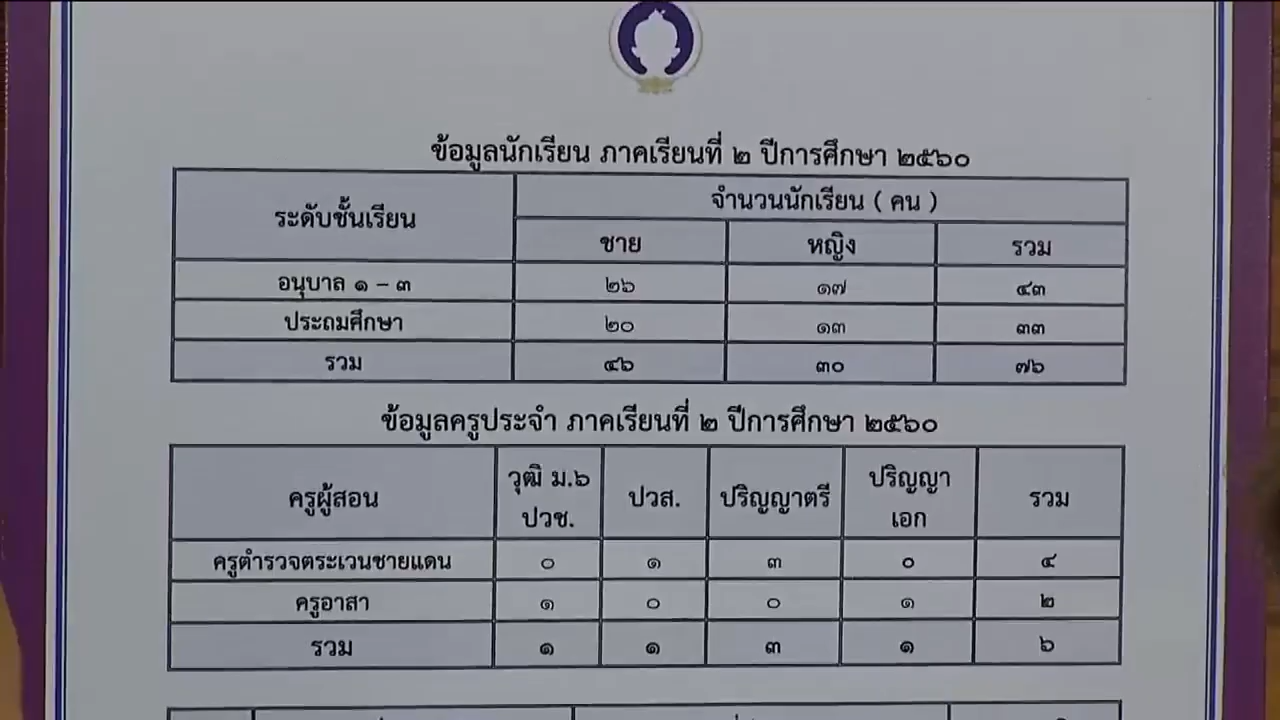 ข้อมูลนักเรียน ภาคเรียนที่ ๒ ปีการศึกษา ๒๕๖๐
ระดับชั้นเรียน จำนวนนักเรียน ( คน )
ชาย หญิง รวม
อนุบาล ๑ – ๓ ๒๖ ๑๗ ๔๓
ประถมศึกษา ๒๐ ๑๓ ๓๓
รวม ๔๖ ๓๐ ๗๖
ข้อมูลครูประจำ ภาคเรียนที่ ๒ ปีการศึกษา ๒๕๖๐
ครูผู้สอน วุฒิ ม.๖ ปวช. ปวส. ปริญญาตรี ปริญญาเอก รวม
ครูตำรวจตระเวนชายแดน ๐ ๑ ๓ ๐ ๔
ครูอาสา ๑ ๐ ๐ ๑ ๒
รวม ๑ ๑ ๓ ๑ ๖